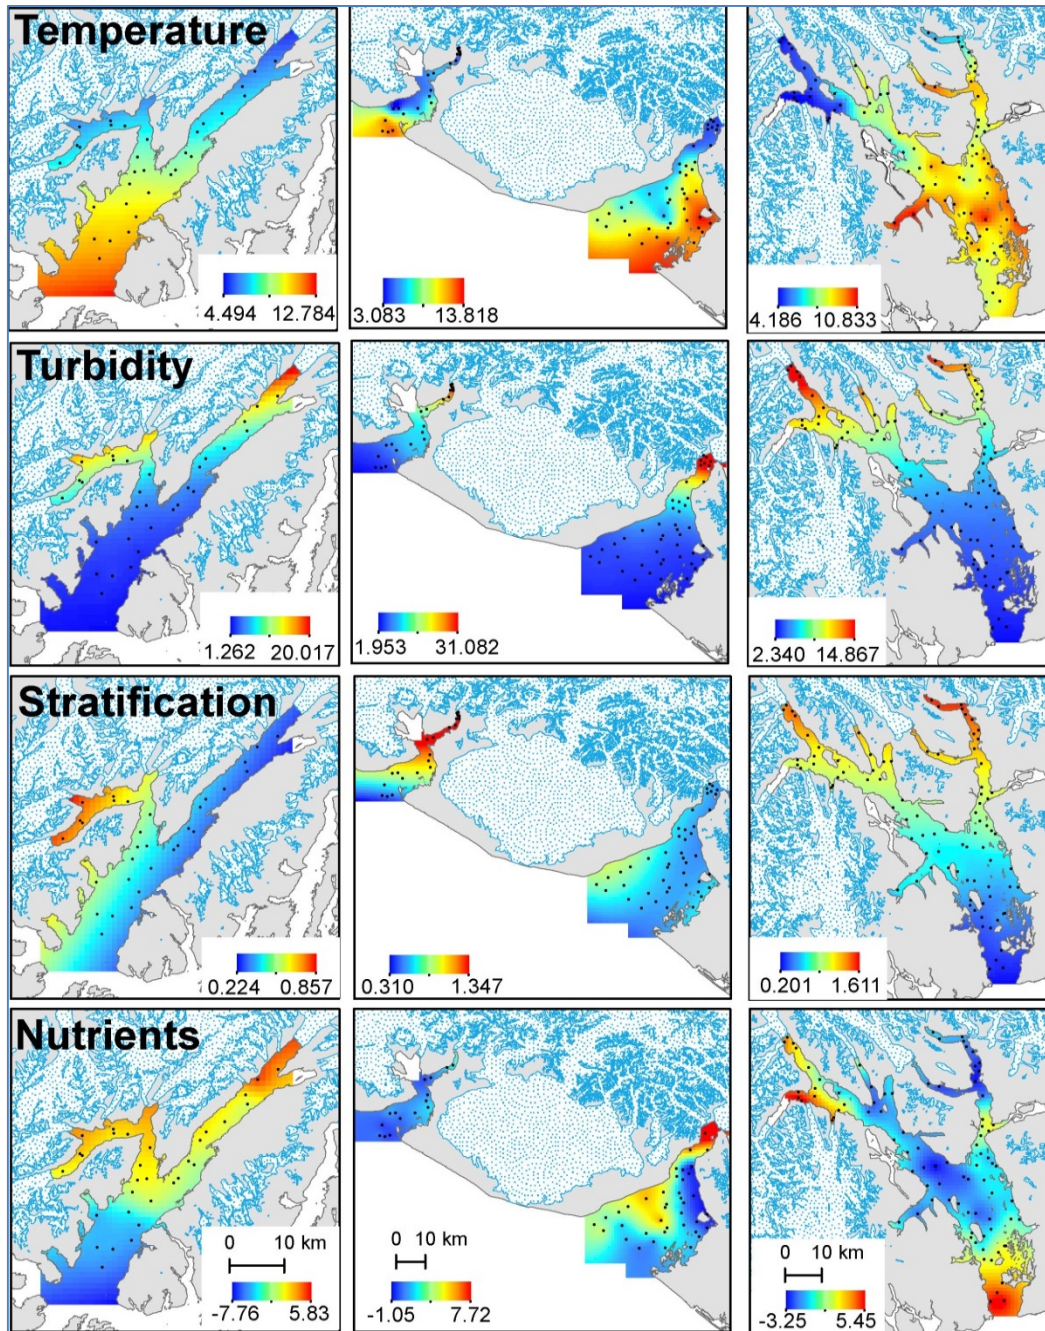 Temperature
4.494 12.784
3.083 13.818
4.186 10.833
Turbidity
1.262 20.017
1.953 31.082
2.340 14.867
Stratification
0.224 0.857
0.310 1.347
0.201 1.611
Nutrients
0 10 km
-7.76 5.83
0 10 km
-1.05 7.72
0 10 km
-3.25 5.45